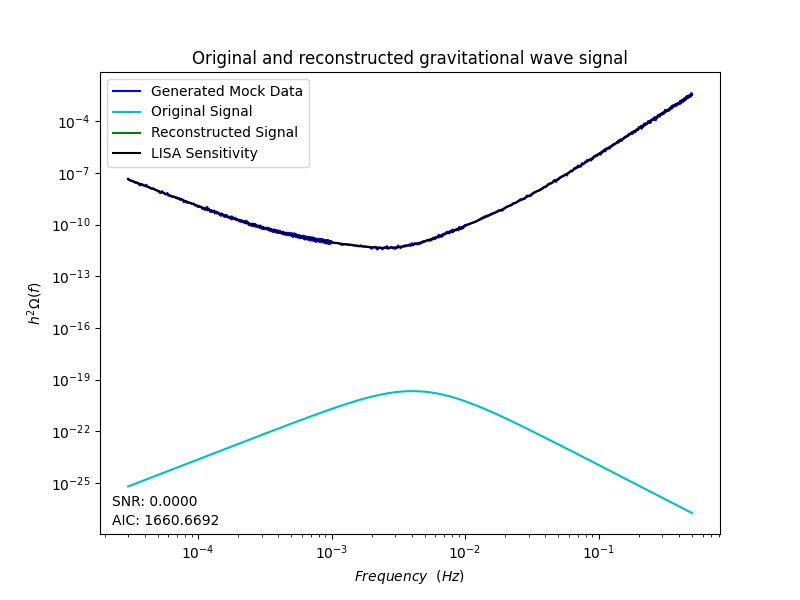 Original and reconstructed gravitational wave signal
Generated Mock Data
Original Signal
Reconstructed Signal
LISA Sensitivity
10⁻⁴
10⁻⁷
10⁻¹⁰
10⁻¹³
10⁻¹⁶
10⁻¹⁹
10⁻²²
10⁻²⁵
h²Ω(f)
SNR: 0.0000
AIC: 1660.6692
10⁻⁴ 10⁻³ 10⁻² 10⁻¹
Frequency (Hz)